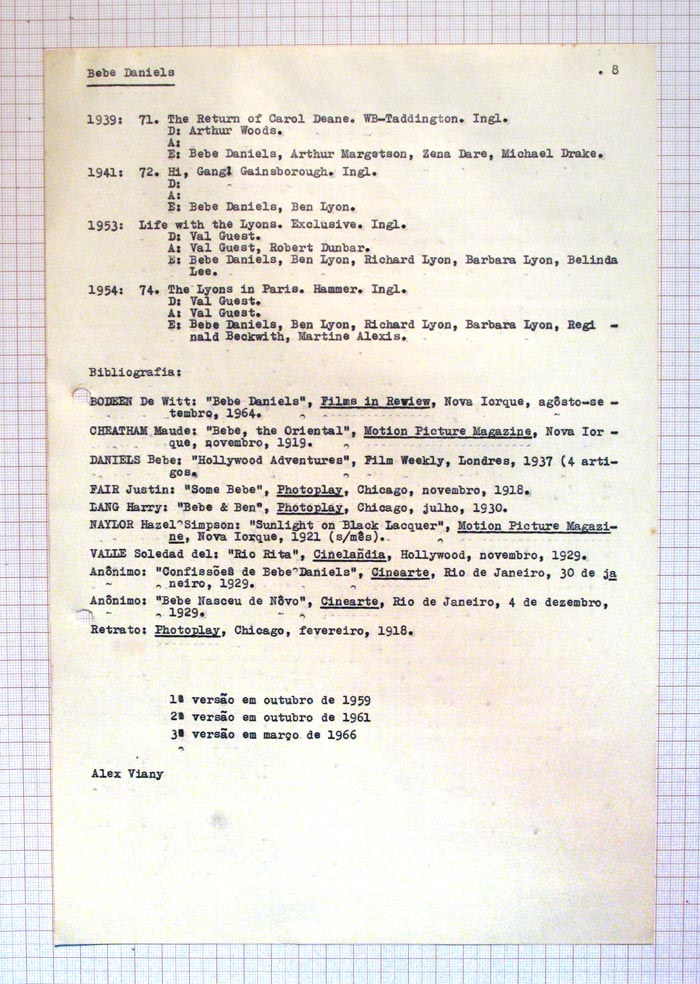 Bebe Daniels . 8
1939: 71. The Return of Carol Deane. WB-Taddington. Ingl.
D: Arthur Woods.
A:
E: Bebe Daniels, Arthur Margetson, Zena Dare, Michael Drake.
1941: 72. Hi, Gang! Gainsborough. Ingl.
D:
A:
E: Bebe Daniels, Ben Lyon.
1953: Life with the Lyons. Exclusive. Ingl.
D: Val Guest.
A: Val Guest, Robert Dunbar.
E: Bebe Daniels, Ben Lyon, Richard Lyon, Barbara Lyon, Belinda
Lee.
1954: 74. The Lyons in Paris. Hammer. Ingl.
D: Val Guest.
A: Val Guest.
E: Bebe Daniels, Ben Lyon, Richard Lyon, Barbara Lyon, Regi -
nald Beckwith, Martine Alexis.
Bibliografia:
BODEEN De Witt: "Bebe Daniels", Films in Rewiew, Nova Iorque, agôsto-se -
tembro, 1964.
CHEATHAM Maude: "Bebe, the Oriental", Motion Picture Magazine, Nova Ior -
que, novembro, 1919.
DANIELS Bebe: "Hollywood Adventures", Film Weekly, Londres, 1937 (4 arti-
gos.
FAIR Justin: "Some Bebe", Photoplay, Chicago, novembro, 1918.
LANG Harry: "Bebe & Ben", Photoplay, Chicago, julho, 1930.
NAYLOR Hazel Simpson: "Sunlight on Black Lacquer", Motion Picture Magazi-
ne, Nova Iorque, 1921 (s/mês).
VALLE Soledad del: "Rio Rita", Cinelandia, Hollywood, novembro, 1929.
Anônimo: "Confissões de Bebe Daniels", Cinearte, Rio de Janeiro, 30 de ja
neiro, 1929.
Anônimo: "Bebe Nasceu de Nôvo", Cinearte, Rio de Janeiro, 4 de dezembro,
1929.
Retrato: Photoplay, Chicago, fevereiro, 1918.
1ª versão em outubro de 1959
2ª versão em outubro de 1961
3ª versão em março de 1966
Alex Viany